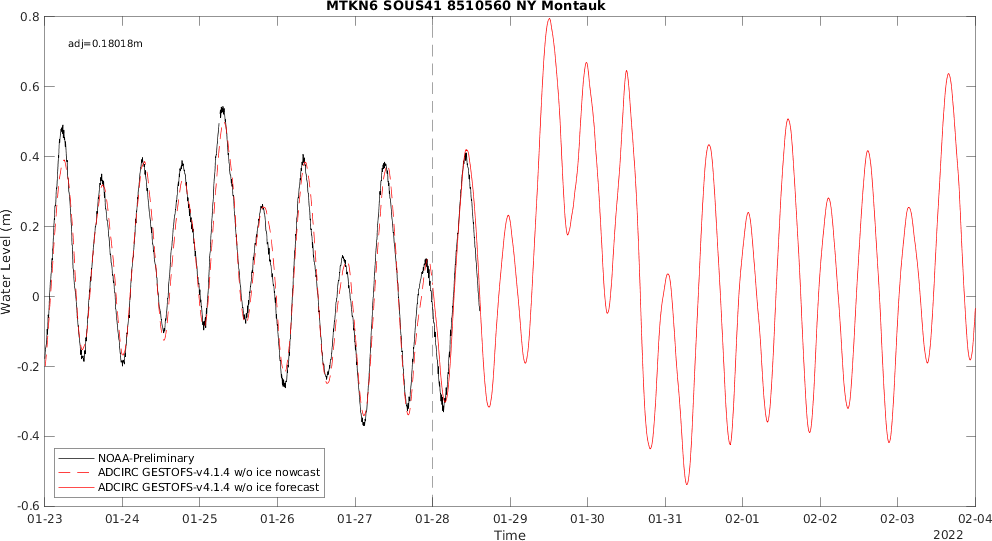 MTKN6 SOUS41 8510560 NY Montauk
adj=0.18018m
0.8
0.6
0.4
0.2
0
-0.2
-0.4
-0.6
Water Level (m)
NOAA-Preliminary
ADCIRC GESTOFS-v4.1.4 w/o ice nowcast
ADCIRC GESTOFS-v4.1.4 w/o ice forecast
01-23 01-24 01-25 01-26 01-27 01-28 01-29 01-30 01-31 02-01 02-02 02-03 02-04
Time
2022